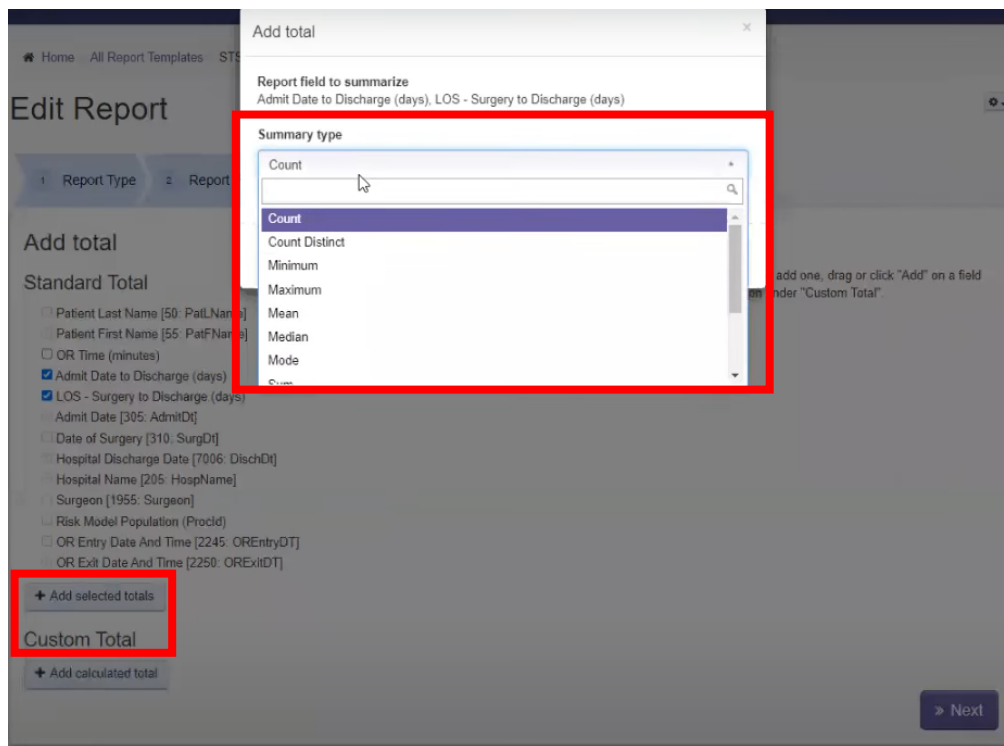 Home All Report Templates STS
Edit Report
1 Report Type 2 Report
Add total
Standard Total
Patient Last Name [50: PatLName]
Patient First Name [55: PatFName]
OR Time (minutes)
Admit Date to Discharge (days)
LOS - Surgery to Discharge (days)
Admit Date [305: AdmitDt]
Date of Surgery [310: SurgDt]
Hospital Discharge Date [7006: DischDt]
Hospital Name [205: HospName]
Surgeon [1955: Surgeon]
Risk Model Population (ProcId)
OR Entry Date And Time [2245: OREntryDT]
OR Exit Date And Time [2250: ORExitDT]
+ Add selected totals
Custom Total
+ Add calculated total
Add total ×
Report field to summarize
Admit Date to Discharge (days), LOS - Surgery to Discharge (days)
Summary type
Count
Count
Count Distinct
Minimum
Maximum
Mean
Median
Mode
Sum
add one, drag or click "Add" on a field
on under "Custom Total".
» Next